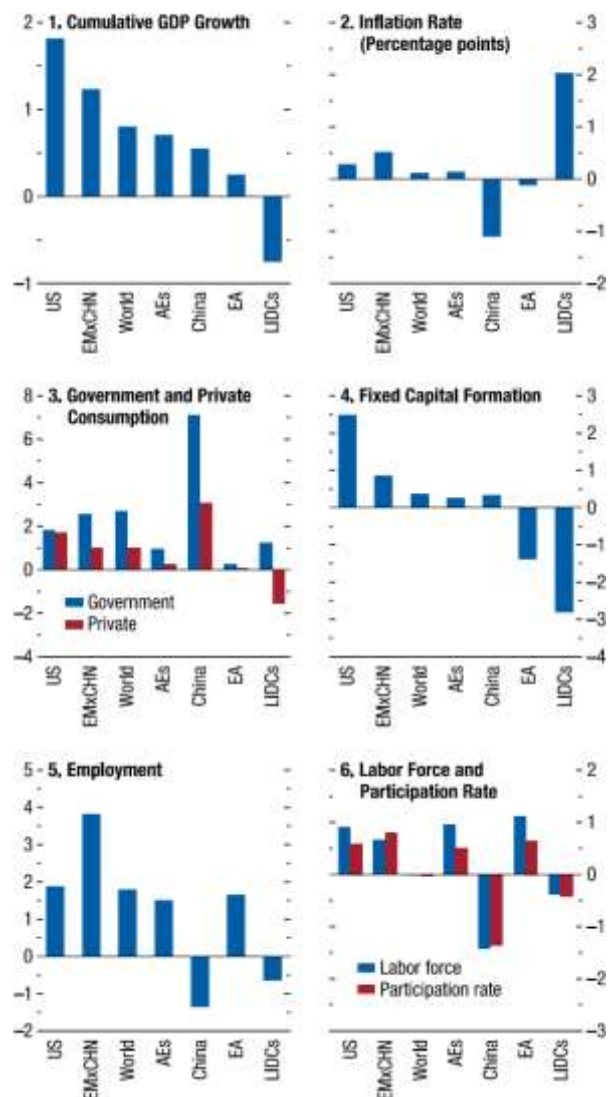 1. Cumulative GDP Growth
2
1
0
−1
US
EMxCHN
World
AEs
China
EA
LIDCs
2. Inflation Rate
(Percentage points)
3
2
1
0
−1
−2
US
EMxCHN
World
AEs
China
EA
LIDCs
3. Government and Private
Consumption
8
6
4
2
0
−2
−4
Government
Private
US
EMxCHN
World
AEs
China
EA
LIDCs
4. Fixed Capital Formation
3
2
1
0
−1
−2
−3
−4
US
EMxCHN
World
AEs
China
EA
LIDCs
5. Employment
5
4
3
2
1
0
−1
−2
US
EMxCHN
World
AEs
China
EA
LIDCs
6. Labor Force and
Participation Rate
2
1
0
−1
−2
−3
Labor force
Participation rate
US
EMxCHN
World
AEs
China
EA
LIDCs